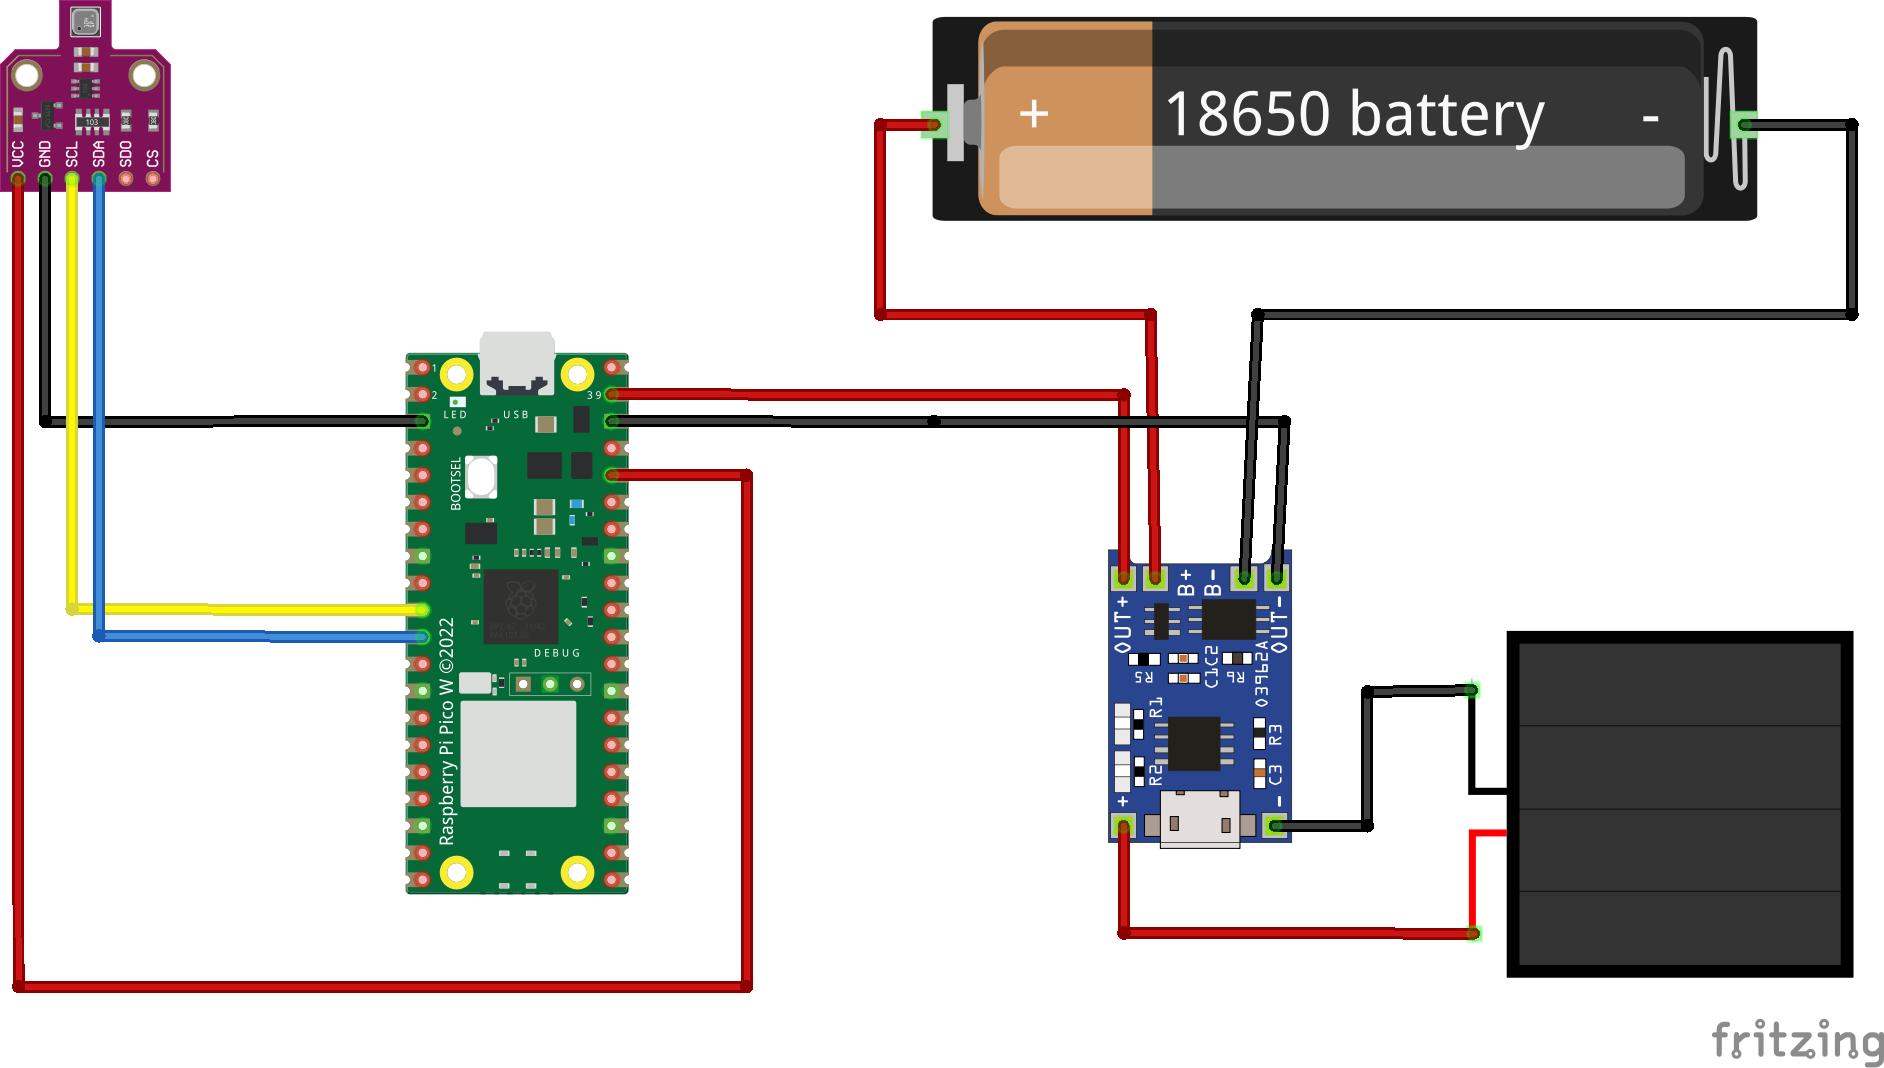 + 18650 battery -
103
VCC GND SCL SDA SDO CS
1
2
39
LED USB
BOOTSEL
DEBUG
Raspberry Pi Pico W ©2022
B+ B-
OUT+
OUT-
R5
C1
C2
R6
03962A
R1
R3
R2
C3
+ -
fritzing